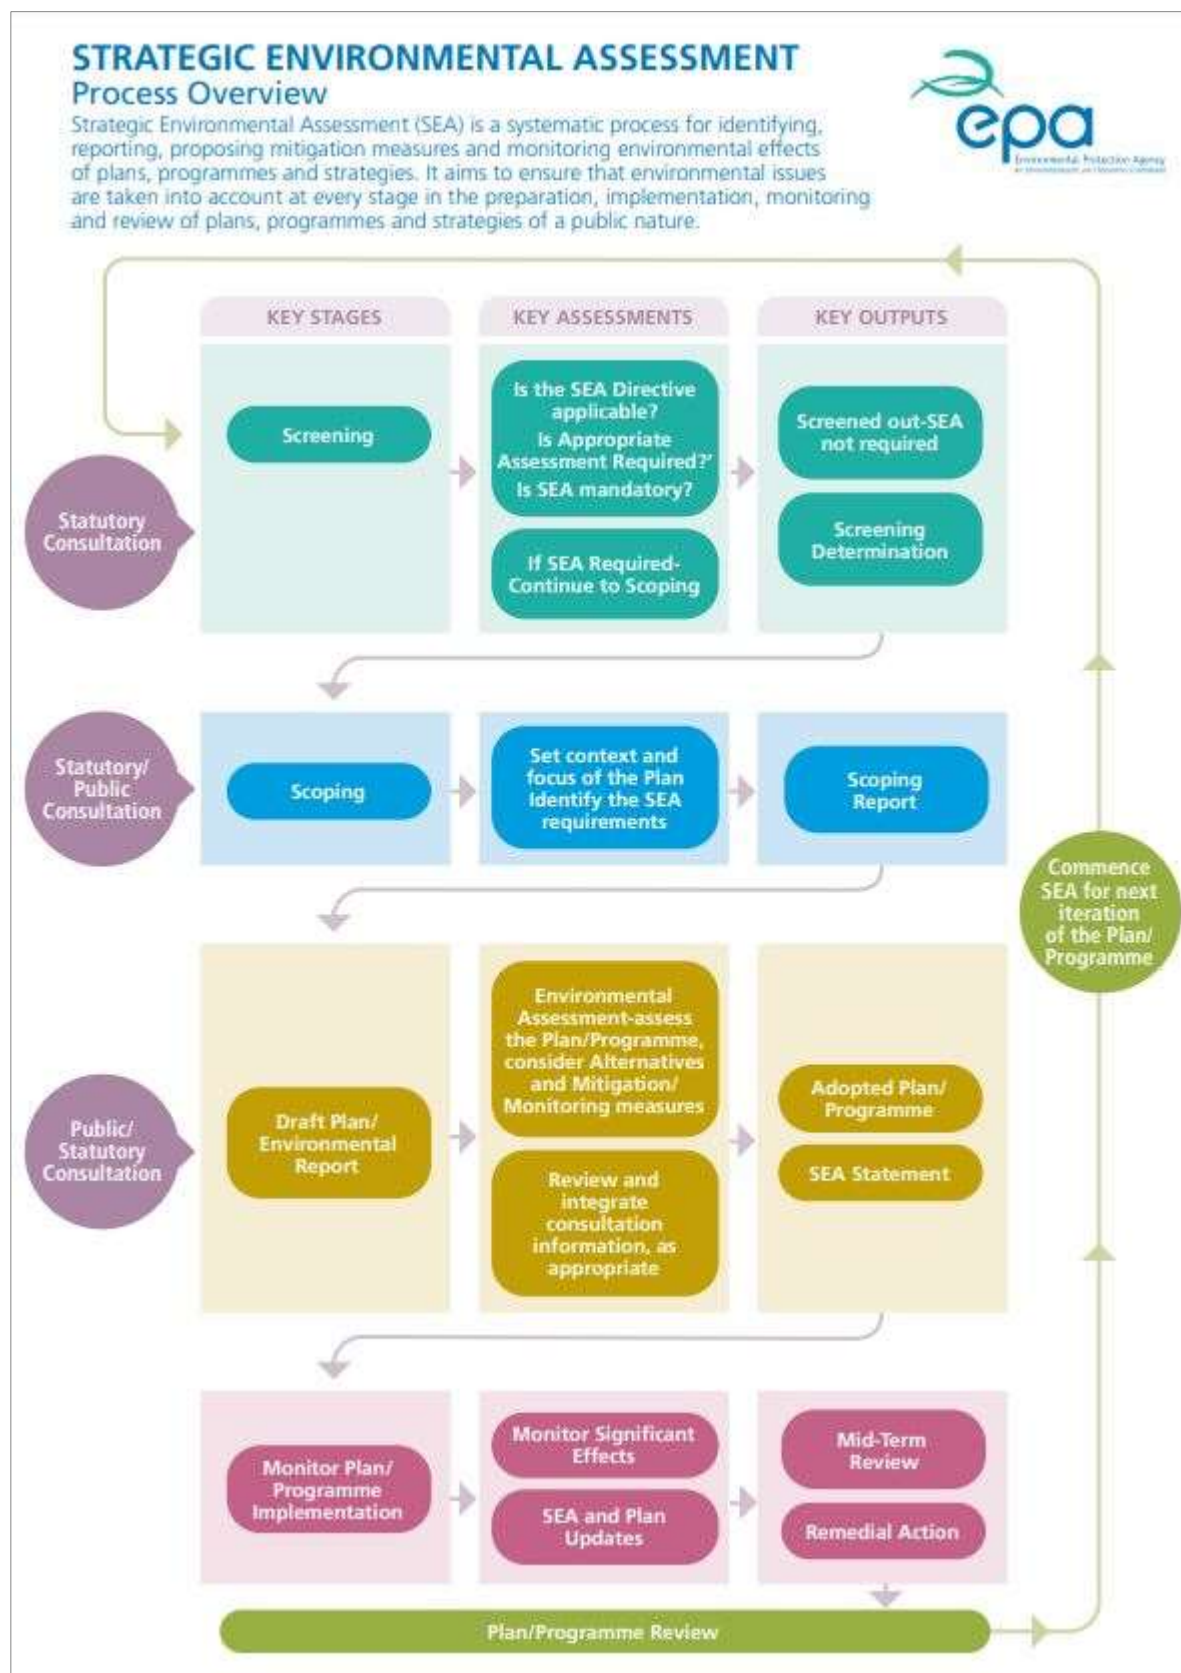 STRATEGIC ENVIRONMENTAL ASSESSMENT
Process Overview
Strategic Environmental Assessment (SEA) is a systematic process for identifying,
reporting, proposing mitigation measures and monitoring environmental effects
of plans, programmes and strategies. It aims to ensure that environmental issues
are taken into account at every stage in the preparation, implementation, monitoring
and review of plans, programmes and strategies of a public nature.
epa
Environmental Protection Agency
KEY STAGES
KEY ASSESSMENTS
KEY OUTPUTS
Statutory
Consultation
Screening
Is the SEA Directive
applicable?
Is Appropriate
Assessment Required?'
Is SEA mandatory?
If SEA Required-
Continue to Scoping
Screened out-SEA
not required
Screening
Determination
Statutory/
Public
Consultation
Scoping
Set context and
focus of the Plan
Identify the SEA
requirements
Scoping
Report
Commence
SEA for next
iteration
of the Plan/
Programme
Public/
Statutory
Consultation
Draft Plan/
Environmental
Report
Environmental
Assessment-assess
the Plan/Programme,
consider Alternatives
and Mitigation/
Monitoring measures
Review and
integrate
consultation
information, as
appropriate
Adopted Plan/
Programme
SEA Statement
Monitor Plan/
Programme
Implementation
Monitor Significant
Effects
SEA and Plan
Updates
Mid-Term
Review
Remedial Action
Plan/Programme Review